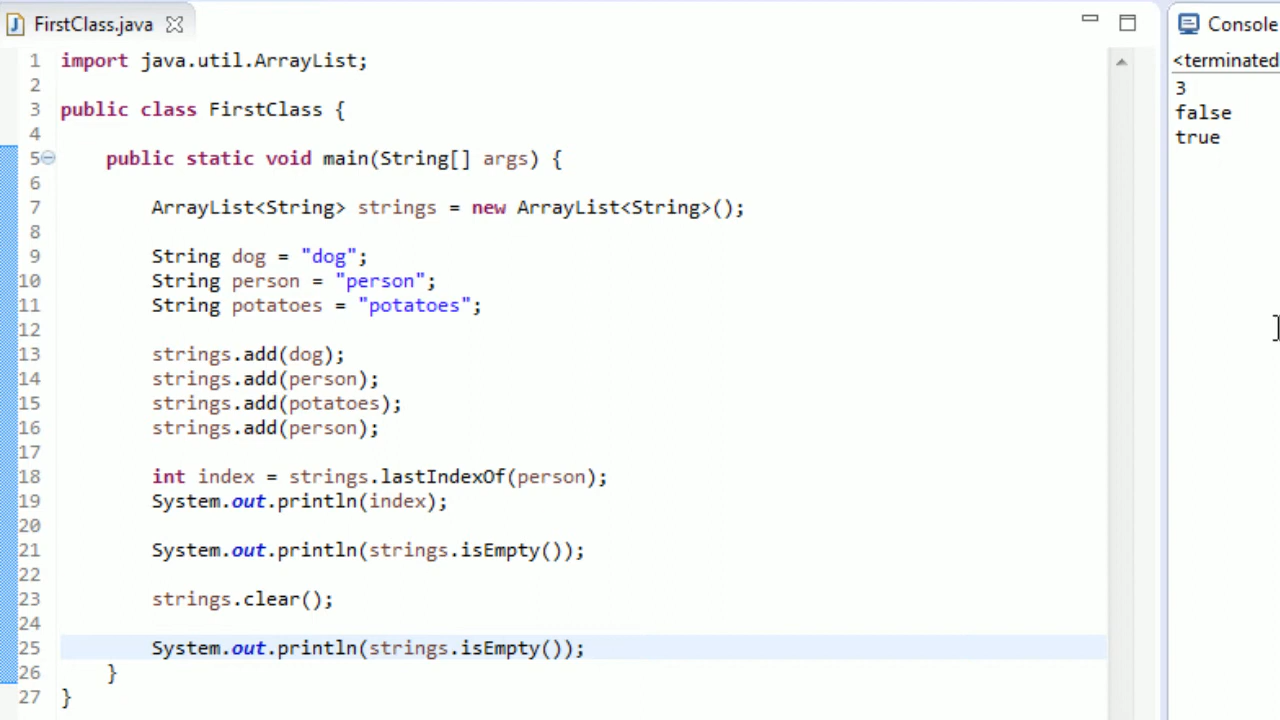 FirstClass.java
1 import java.util.ArrayList;
2
3 public class FirstClass {
4
5 public static void main(String[] args) {
6
7 ArrayList<String> strings = new ArrayList<String>();
8
9 String dog = "dog";
10 String person = "person";
11 String potatoes = "potatoes";
12
13 strings.add(dog);
14 strings.add(person);
15 strings.add(potatoes);
16 strings.add(person);
17
18 int index = strings.lastIndexOf(person);
19 System.out.println(index);
20
21 System.out.println(strings.isEmpty());
22
23 strings.clear();
24
25 System.out.println(strings.isEmpty());
26 }
27 }
Console
<terminated
3
false
true